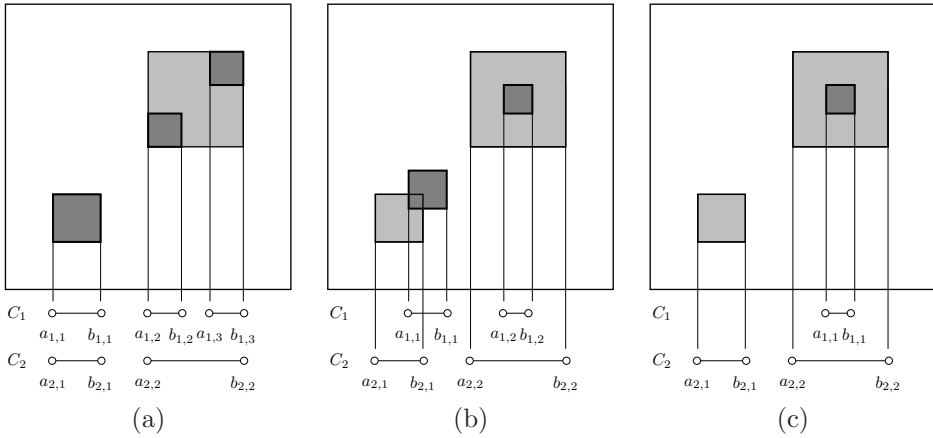 C₁ C₁ C₁
a₁,₁ b₁,₁ a₁,₂ b₁,₂ a₁,₃ b₁,₃ a₁,₁ b₁,₁ a₁,₂ b₁,₂ a₁,₁ b₁,₁
C₂ C₂ C₂
a₂,₁ b₂,₁ a₂,₂ b₂,₂ a₂,₁ b₂,₁ a₂,₂ b₂,₂ a₂,₁ b₂,₁ a₂,₂ b₂,₂
(a) (b) (c)